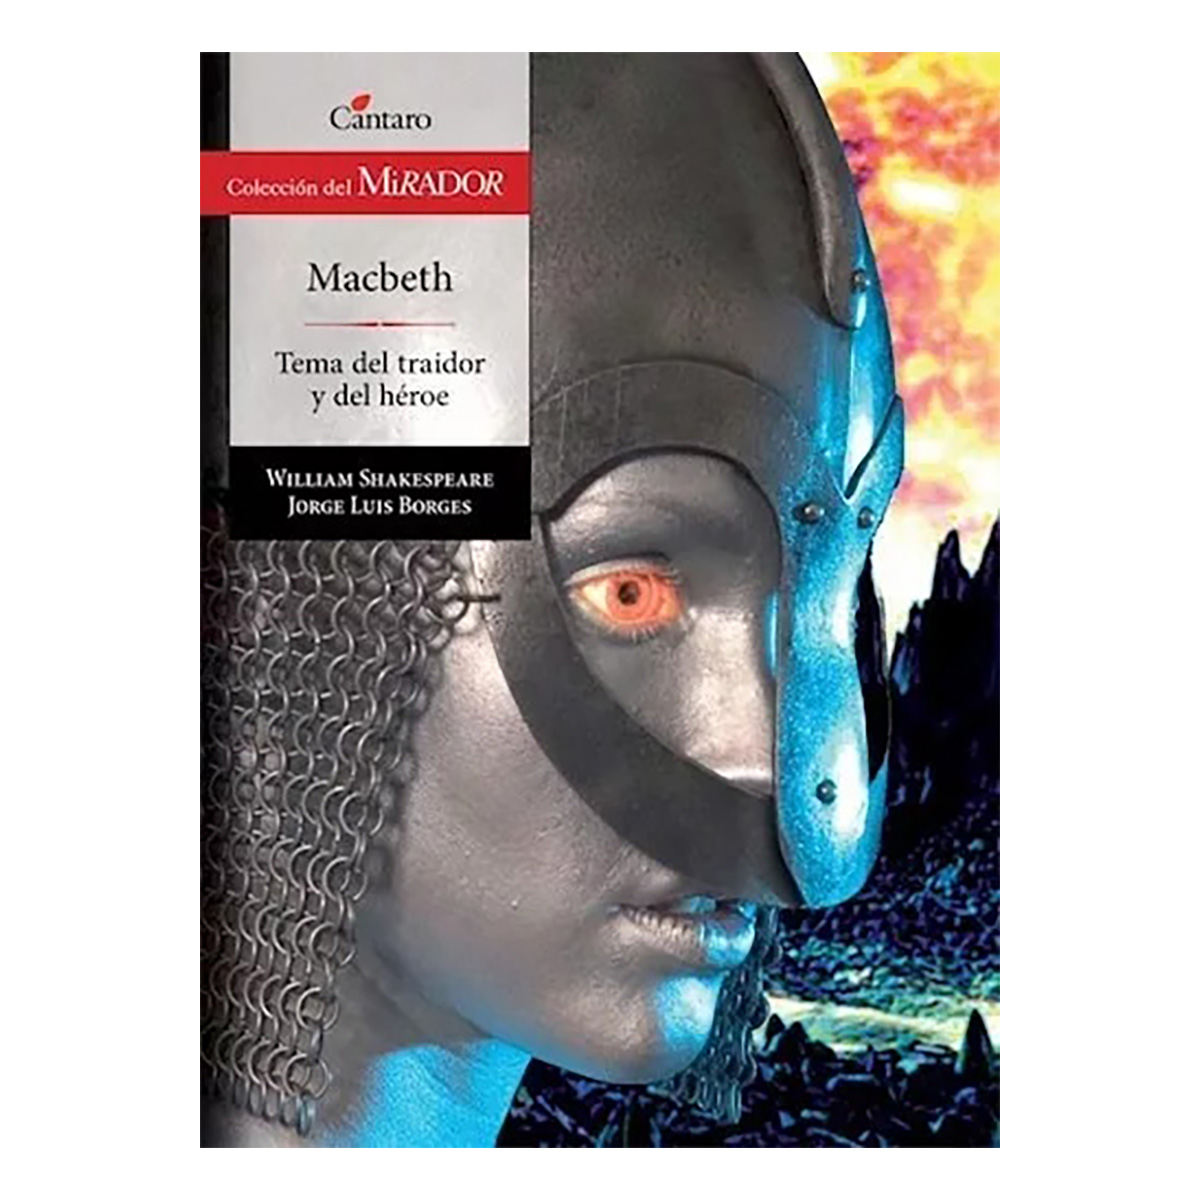 Cántaro
Colección del MiRADOR
Macbeth
Tema del traidor
y del héroe
WILLIAM SHAKESPEARE
JORGE LUIS BORGES